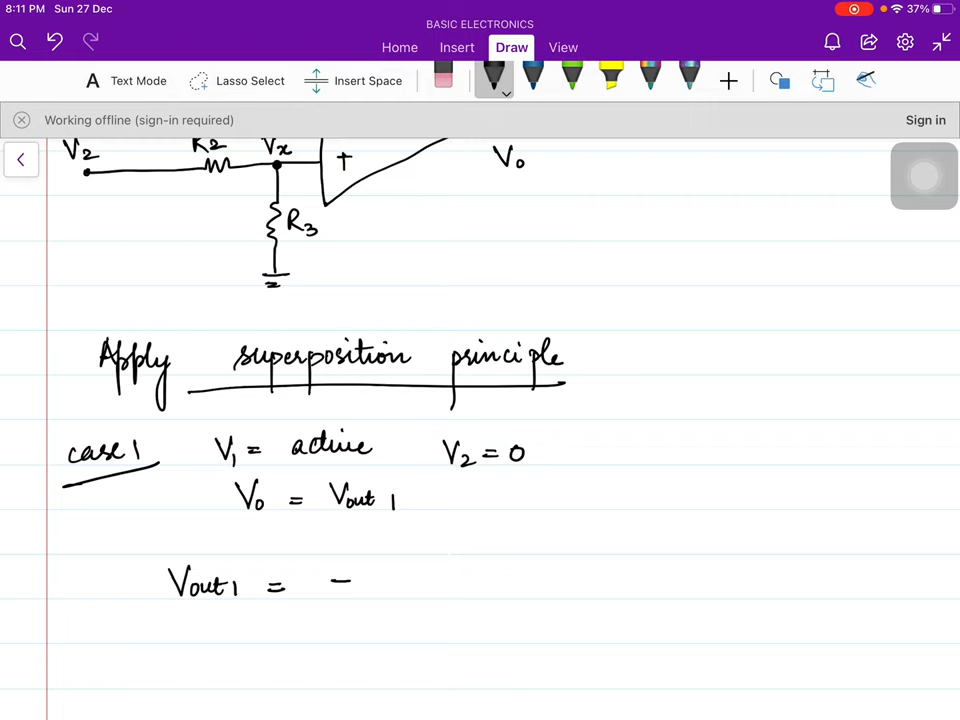 8:11 PM Sun 27 Dec
37%
BASIC ELECTRONICS
Home Insert Draw View
Text Mode Lasso Select Insert Space
Working offline (sign-in required) Sign in
V2 R2 Vx + Vo
R3
Apply superposition principle
case 1 V1 = active V2 = 0
Vo = Vout 1
Vout 1 = -